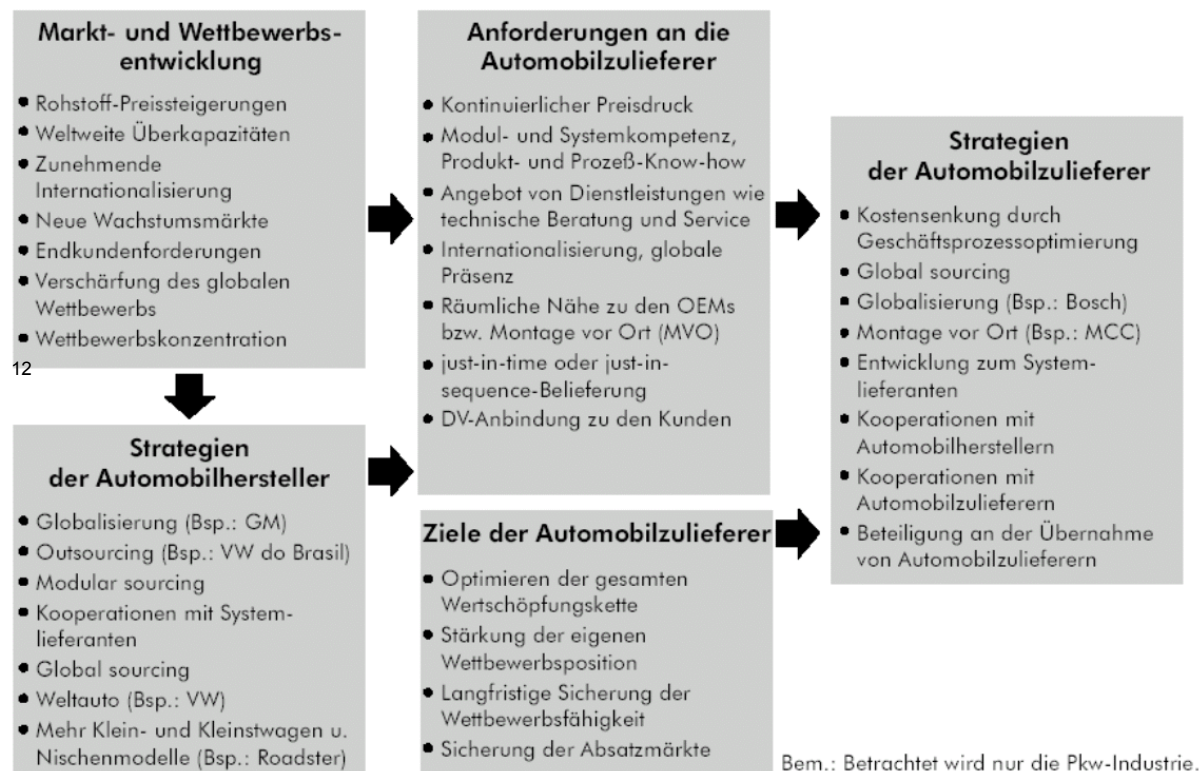 Markt- und Wettbewerbs-
entwicklung
• Rohstoff-Preissteigerungen
• Weltweite Überkapazitäten
• Zunehmende
Internationalisierung
• Neue Wachstumsmärkte
• Endkundenforderungen
• Verschärfung des globalen
Wettbewerbs
• Wettbewerbskonzentration
12
Strategien
der Automobilhersteller
• Globalisierung (Bsp.: GM)
• Outsourcing (Bsp.: VW do Brasil)
• Modular sourcing
• Kooperationen mit System-
lieferanten
• Global sourcing
• Weltauto (Bsp.: VW)
• Mehr Klein- und Kleinstwagen u.
Nischenmodelle (Bsp.: Roadster)
Anforderungen an die
Automobilzulieferer
• Kontinuierlicher Preisdruck
• Modul- und Systemkompetenz,
Produkt- und Prozeß-Know-how
• Angebot von Dienstleistungen wie
technische Beratung und Service
• Internationalisierung, globale
Präsenz
• Räumliche Nähe zu den OEMs
bzw. Montage vor Ort (MVO)
• just-in-time oder just-in-
sequence-Belieferung
• DV-Anbindung zu den Kunden
Ziele der Automobilzulieferer
• Optimieren der gesamten
Wertschöpfungskette
• Stärkung der eigenen
Wettbewerbsposition
• Langfristige Sicherung der
Wettbewerbsfähigkeit
• Sicherung der Absatzmärkte
Strategien
der Automobilzulieferer
• Kostensenkung durch
Geschäftsprozessoptimierung
• Global sourcing
• Globalisierung (Bsp.: Bosch)
• Montage vor Ort (Bsp.: MCC)
• Entwicklung zum System-
lieferanten
• Kooperationen mit
Automobilherstellern
• Kooperationen mit
Automobilzulieferern
• Beteiligung an der Übernahme
von Automobilzulieferern
Bem.: Betrachtet wird nur die Pkw-Industrie.